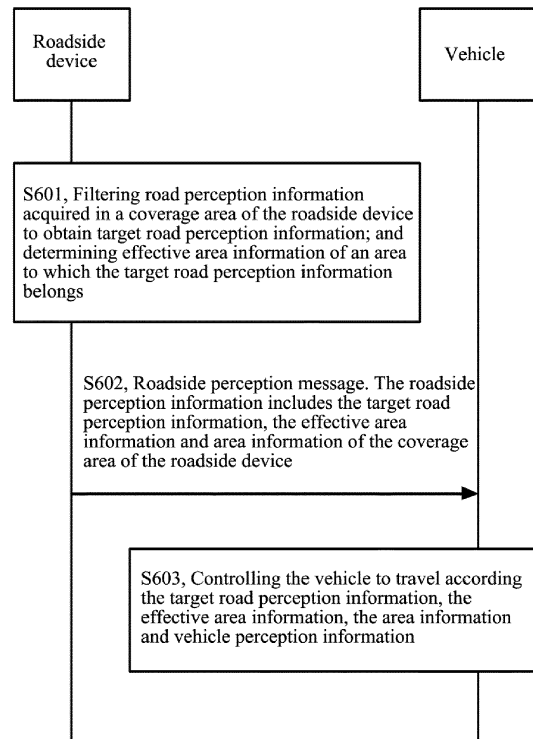 Roadside
device
Vehicle
S601, Filtering road perception information
acquired in a coverage area of the roadside device
to obtain target road perception information; and
determining effective area information of an area
to which the target road perception information
belongs
S602, Roadside perception message. The roadside
perception information includes the target road
perception information, the effective area
information and area information of the coverage
area of the roadside device
S603, Controlling the vehicle to travel according
the target road perception information, the
effective area information, the area information
and vehicle perception information